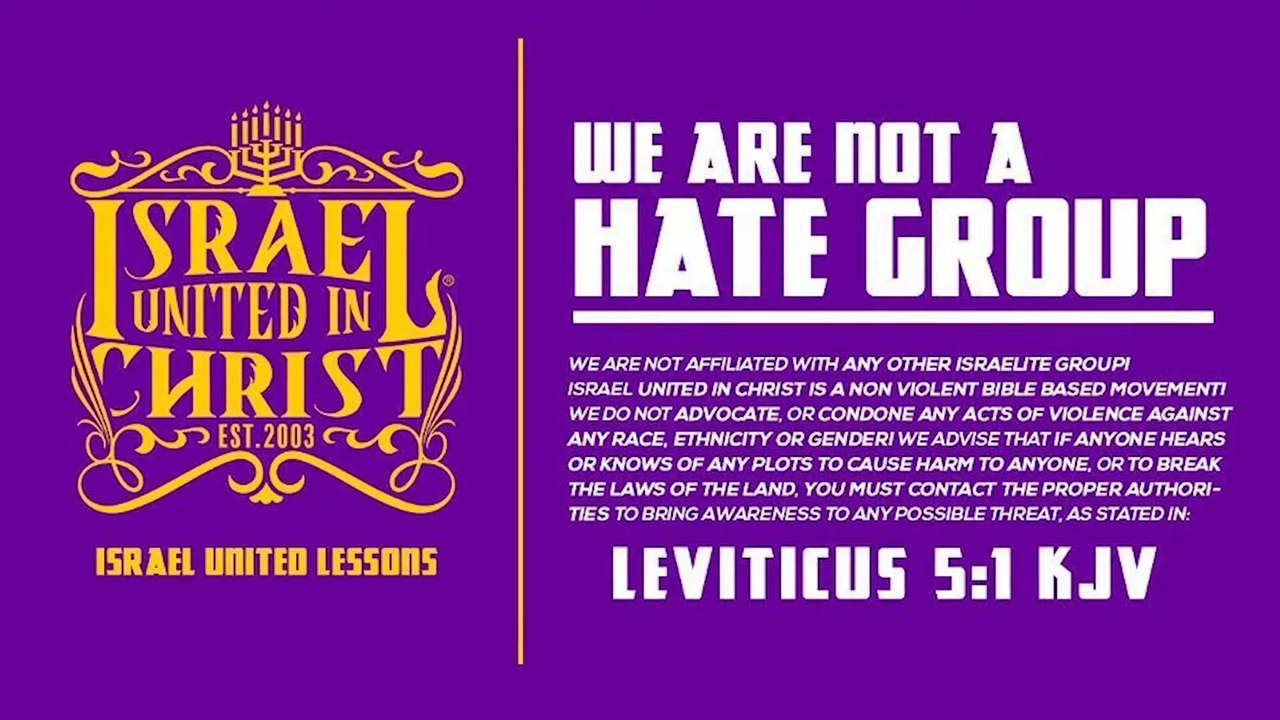 ISRAEL
UNITED IN
CHRIST
EST. 2003
ISRAEL UNITED LESSONS
WE ARE NOT A
HATE GROUP
WE ARE NOT AFFILIATED WITH ANY OTHER ISRAELITE GROUP!
ISRAEL UNITED IN CHRIST IS A NON VIOLENT BIBLE BASED MOVEMENT!
WE DO NOT ADVOCATE, OR CONDONE ANY ACTS OF VIOLENCE AGAINST
ANY RACE, ETHNICITY OR GENDER! WE ADVISE THAT IF ANYONE HEARS
OR KNOWS OF ANY PLOTS TO CAUSE HARM TO ANYONE, OR TO BREAK
THE LAWS OF THE LAND, YOU MUST CONTACT THE PROPER AUTHORI-
TIES TO BRING AWARENESS TO ANY POSSIBLE THREAT, AS STATED IN:
LEVITICUS 5:1 KJV